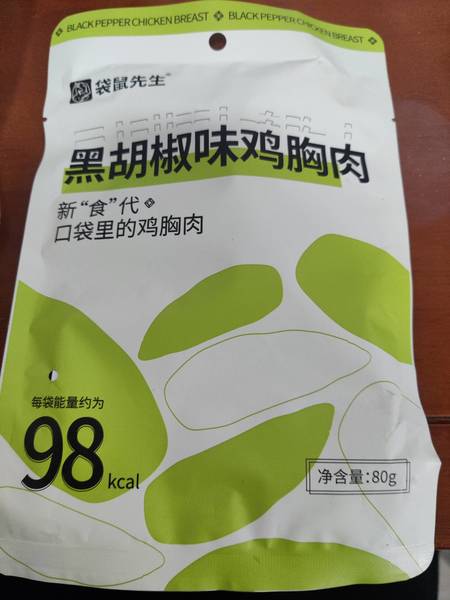 BLACK PEPPER CHICKEN BREAST BLACK PEPPER CHICKEN BREAST
袋鼠先生®
黑胡椒味鸡胸肉
新“食”代
口袋里的鸡胸肉
每袋能量约为
98 kcal
净含量:80g